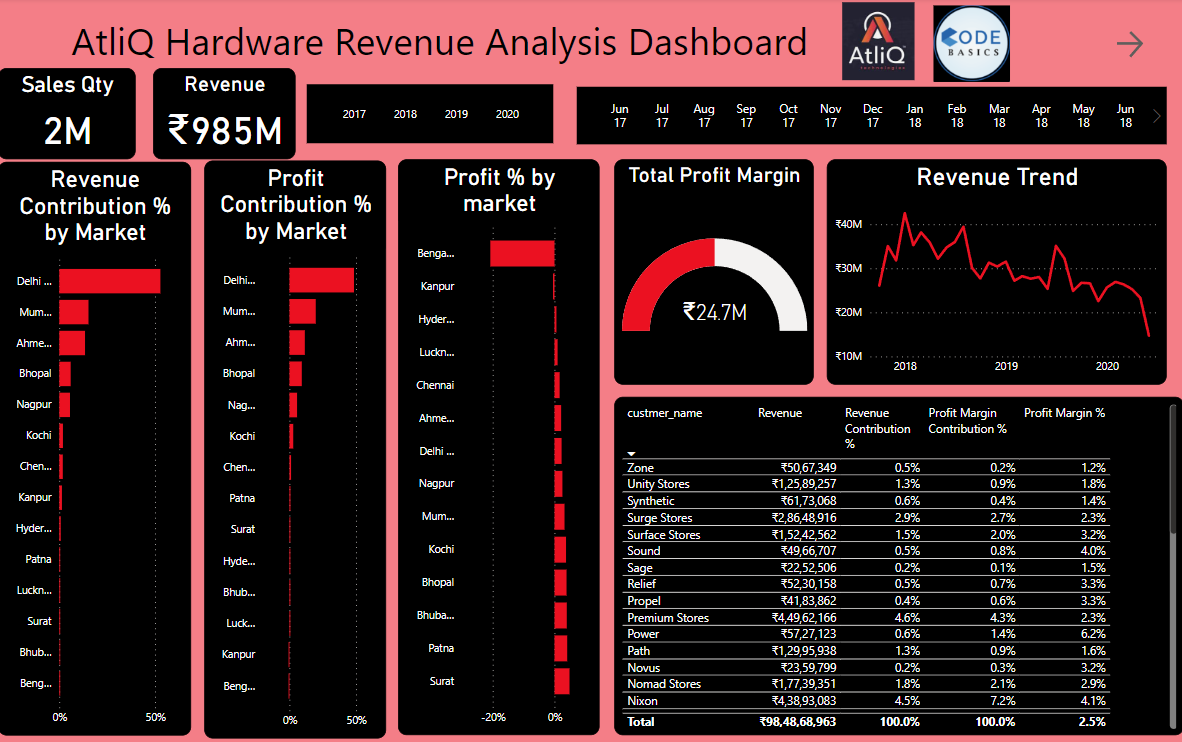 AtliQ Hardware Revenue Analysis Dashboard
AtliQ
CODE
BASICS
Sales Qty
2M
Revenue
₹985M
2017 2018 2019 2020
Jun Jul Aug Sep Oct Nov Dec Jan Feb Mar Apr May Jun
17 17 17 17 17 17 17 18 18 18 18 18 18
Revenue
Contribution %
by Market
Delhi ...
Mum...
Ahme...
Bhopal
Nagpur
Kochi
Chen...
Kanpur
Hyder...
Patna
Luckn...
Surat
Bhub...
Beng...
0% 50%
Profit
Contribution %
by Market
Delhi...
Mum...
Ahm...
Bhopal
Nag...
Kochi
Chen...
Patna
Surat
Hyde...
Bhub...
Luck...
Kanpur
Beng...
0% 50%
Profit % by
market
Benga...
Kanpur
Hyder...
Luckn...
Chennai
Ahme...
Delhi ...
Nagpur
Mum...
Kochi
Bhopal
Bhuba...
Patna
Surat
-20% 0%
Total Profit Margin
₹24.7M
Revenue Trend
₹40M
₹30M
₹20M
₹10M
2018 2019 2020
custmer_name Revenue Revenue Profit Margin Profit Margin %
Contribution Contribution %
%
Zone ₹50,67,349 0.5% 0.2% 1.2%
Unity Stores ₹1,25,89,257 1.3% 0.9% 1.8%
Synthetic ₹61,73,068 0.6% 0.4% 1.4%
Surge Stores ₹2,86,48,916 2.9% 2.7% 2.3%
Surface Stores ₹1,52,42,562 1.5% 2.0% 3.2%
Sound ₹49,66,707 0.5% 0.8% 4.0%
Sage ₹22,52,506 0.2% 0.1% 1.5%
Relief ₹52,30,158 0.5% 0.7% 3.3%
Propel ₹41,83,862 0.4% 0.6% 3.3%
Premium Stores ₹4,49,62,166 4.6% 4.3% 2.3%
Power ₹57,27,123 0.6% 1.4% 6.2%
Path ₹1,29,95,938 1.3% 0.9% 1.6%
Novus ₹23,59,799 0.2% 0.3% 3.2%
Nomad Stores ₹1,77,39,351 1.8% 2.1% 2.9%
Nixon ₹4,38,93,083 4.5% 7.2% 4.1%
Total ₹98,48,68,963 100.0% 100.0% 2.5%